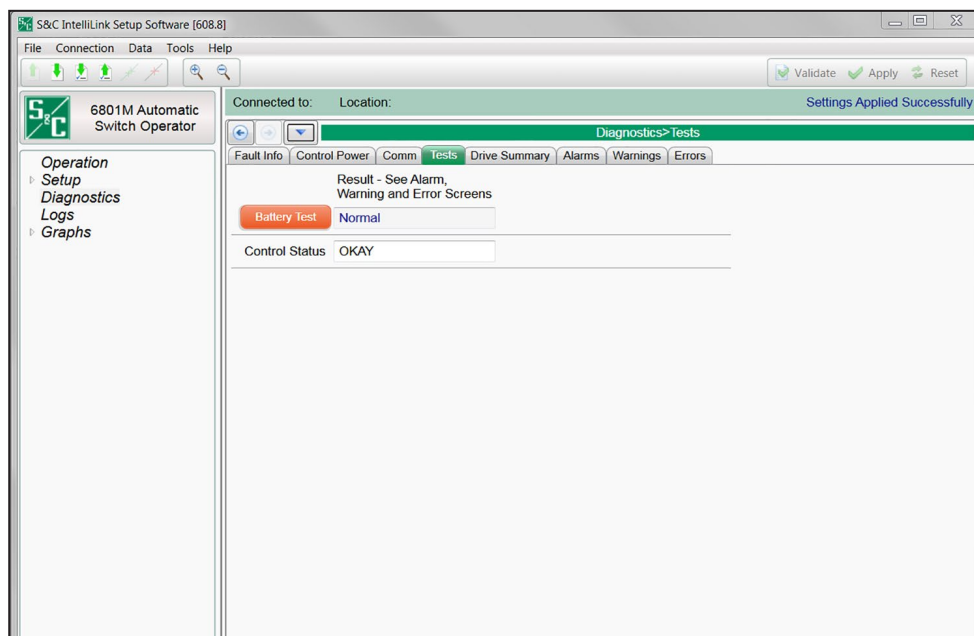 S&C IntelliLink Setup Software [608.8]
File Connection Data Tools Help
Validate Apply Reset
S&C
6801M Automatic
Switch Operator
Connected to: Location: Settings Applied Successfully
Diagnostics>Tests
Fault Info Control Power Comm Tests Drive Summary Alarms Warnings Errors
Operation
Setup
Diagnostics
Logs
Graphs
Result - See Alarm,
Warning and Error Screens
Battery Test Normal
Control Status OKAY